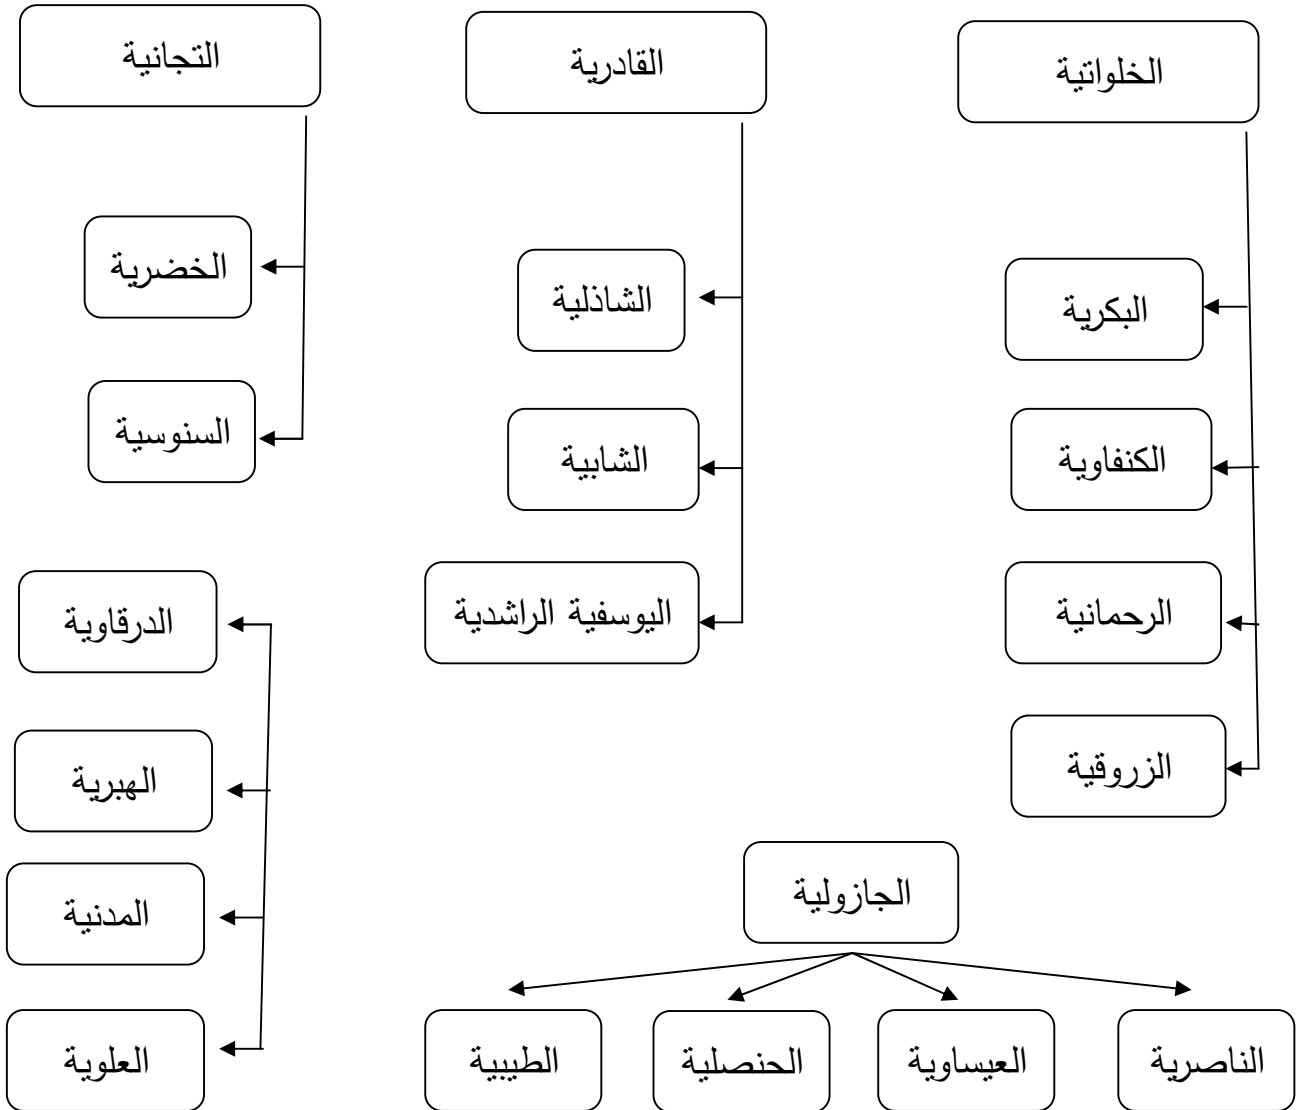 الخلواتية
القادرية
التجانية
البكرية
الكنفاوية
الرحمانية
الزروقية
الشاذلية
الشابية
اليوسفية الراشدية
الخضرية
السنوسية
الدرقاوية
الهبرية
المدنية
العلوية
الجازولية
الناصرية
العيساوية
الحنصلية
الطيبية